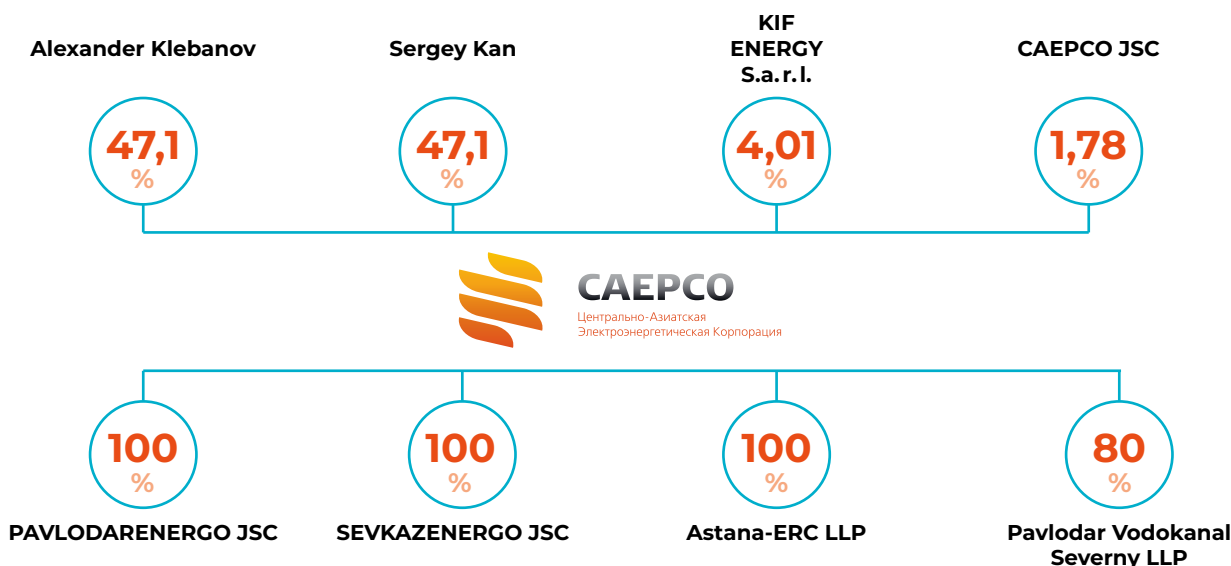 KIF
Alexander Klebanov
Sergey Kan
ENERGY
CAEPCO JSC
S.a.r.l.
47,1
%
47,1
%
4,01
%
1,78
%
CAEPCO
Центрально-Азиатская
Электроэнергетическая Корпорация
100
%
100
%
100
%
80
%
PAVLODARENERGO JSC
SEVKAZENERGO JSC
Astana-ERC LLP
Pavlodar Vodokanal
Severny LLP